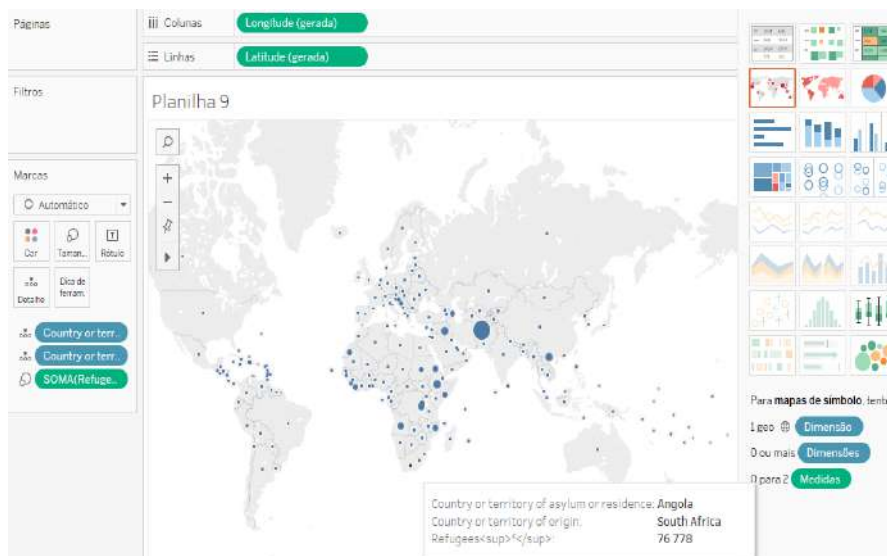 Páginas
Colunas
Longitude (gerada)
Linhas
Latitude (gerada)
Filtros
Planilha 9
Marcas
Automático
Cor
Taman...
Rótulo
Detalhe
Dica de
ferram.
Country or terr..
Country or terr..
SOMA(Refuge..
Country or territory of asylum or residence: Angola
Country or territory of origin: South Africa
Refugees<sup>*</sup>: 76 778
Para mapas de símbolo, tent
1 geo Dimensão
0 ou mais Dimensões
0 para 2 Medidas